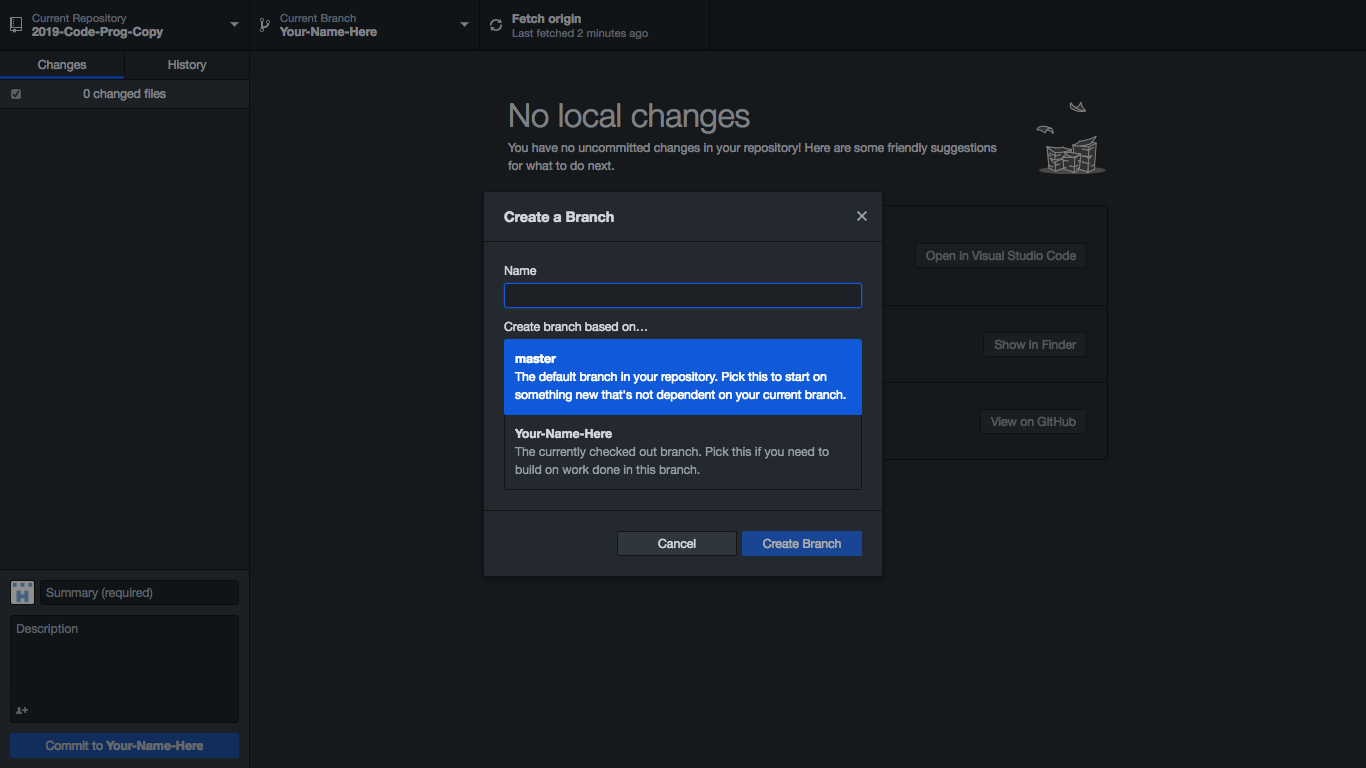 Current Repository
2019-Code-Prog-Copy
Current Branch
Your-Name-Here
Fetch origin
Last fetched 2 minutes ago
Changes
History
0 changed files
No local changes
You have no uncommitted changes in your repository! Here are some friendly suggestions
for what to do next.
Create a Branch
Name
Create branch based on…
master
The default branch in your repository. Pick this to start on
something new that's not dependent on your current branch.
Your-Name-Here
The currently checked out branch. Pick this if you need to
build on work done in this branch.
Cancel
Create Branch
Open in Visual Studio Code
Show in Finder
View on GitHub
H
Summary (required)
Description
Commit to Your-Name-Here